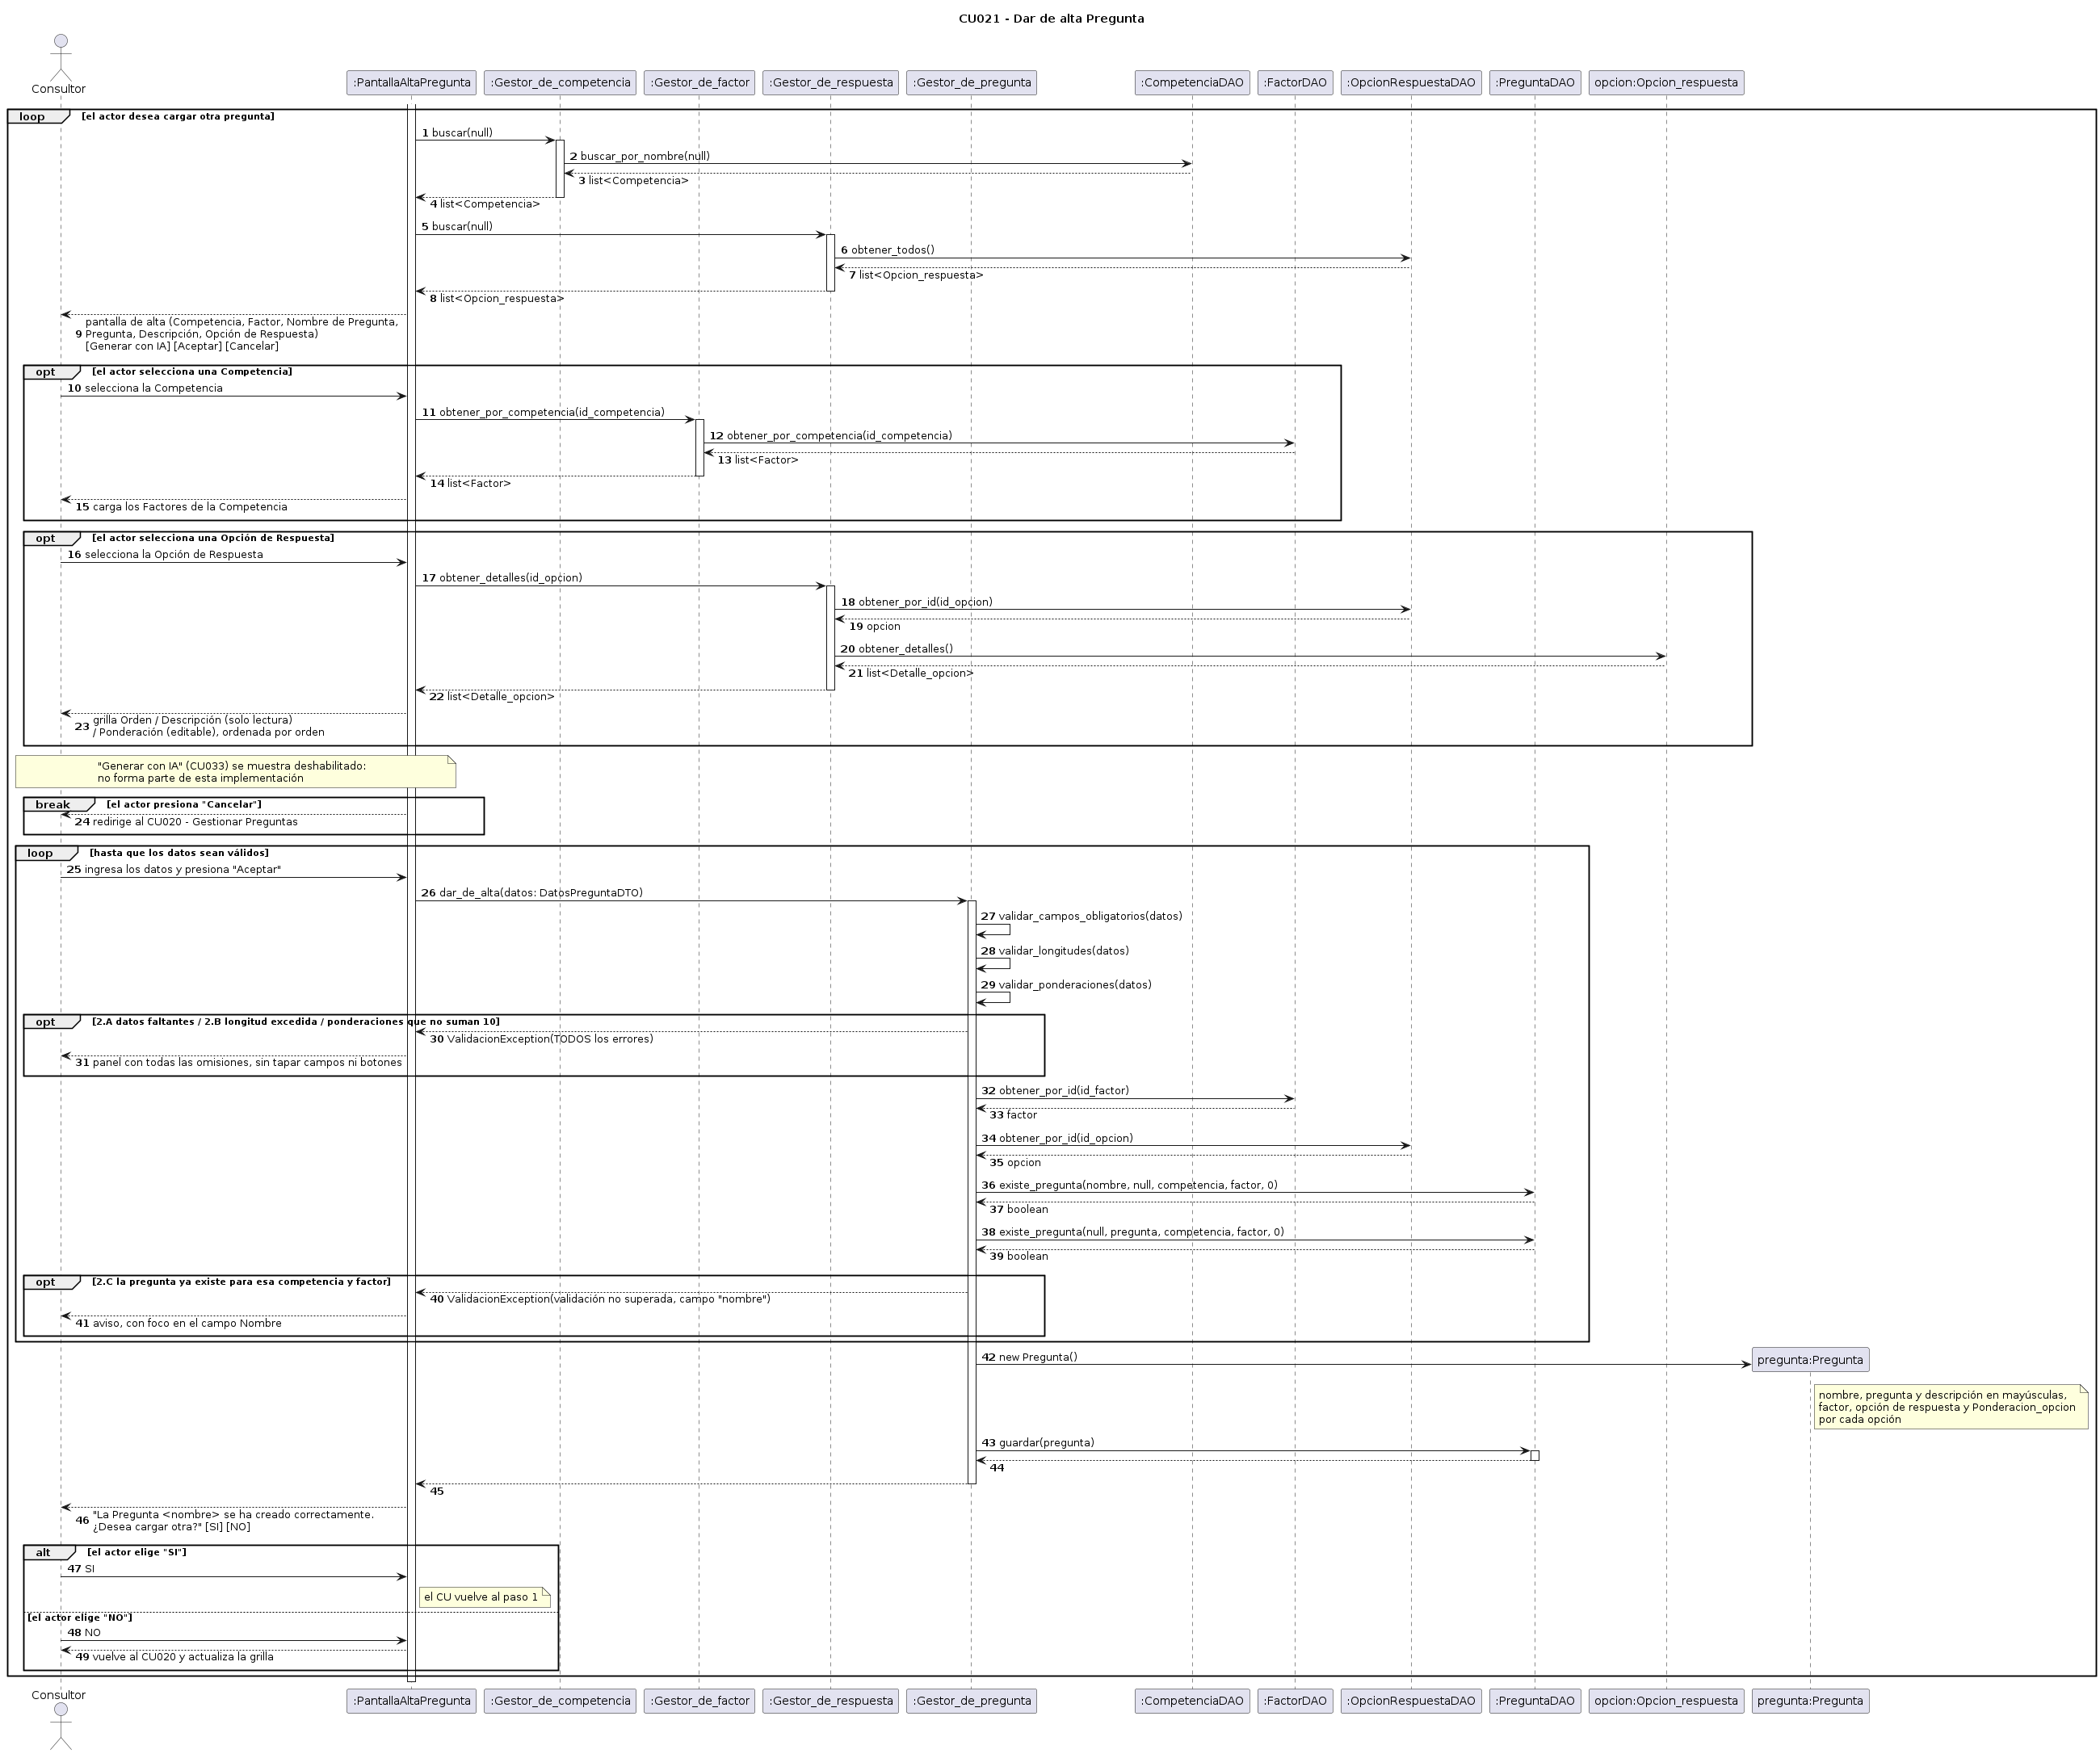 CU021 - Dar de alta Pregunta
Consultor
:PantallaAltaPregunta
:Gestor_de_competencia
:Gestor_de_factor
:Gestor_de_respuesta
:Gestor_de_pregunta
:CompetenciaDAO
:FactorDAO
:OpcionRespuestaDAO
:PreguntaDAO
opcion:Opcion_respuesta
loop [el actor desea cargar otra pregunta]
1 buscar(null)
2 buscar_por_nombre(null)
3 list<Competencia>
4 list<Competencia>
5 buscar(null)
6 obtener_todos()
7 list<Opcion_respuesta>
8 list<Opcion_respuesta>
pantalla de alta (Competencia, Factor, Nombre de Pregunta,
9 Pregunta, Descripción, Opción de Respuesta)
[Generar con IA] [Aceptar] [Cancelar]
opt [el actor selecciona una Competencia]
10 selecciona la Competencia
11 obtener_por_competencia(id_competencia)
12 obtener_por_competencia(id_competencia)
13 list<Factor>
14 list<Factor>
15 carga los Factores de la Competencia
opt [el actor selecciona una Opción de Respuesta]
16 selecciona la Opción de Respuesta
17 obtener_detalles(id_opcion)
18 obtener_por_id(id_opcion)
19 opcion
20 obtener_detalles()
21 list<Detalle_opcion>
22 list<Detalle_opcion>
grilla Orden / Descripción (solo lectura)
23 / Ponderación (editable), ordenada por orden
"Generar con IA" (CU033) se muestra deshabilitado:
no forma parte de esta implementación
break [el actor presiona "Cancelar"]
24 redirige al CU020 - Gestionar Preguntas
loop [hasta que los datos sean válidos]
25 ingresa los datos y presiona "Aceptar"
26 dar_de_alta(datos: DatosPreguntaDTO)
27 validar_campos_obligatorios(datos)
28 validar_longitudes(datos)
29 validar_ponderaciones(datos)
opt [2.A datos faltantes / 2.B longitud excedida / ponderaciones que no suman 10]
30 ValidacionException(TODOS los errores)
31 panel con todas las omisiones, sin tapar campos ni botones
32 obtener_por_id(id_factor)
33 factor
34 obtener_por_id(id_opcion)
35 opcion
36 existe_pregunta(nombre, null, competencia, factor, 0)
37 boolean
38 existe_pregunta(null, pregunta, competencia, factor, 0)
39 boolean
opt [2.C la pregunta ya existe para esa competencia y factor]
40 ValidacionException(validación no superada, campo "nombre")
41 aviso, con foco en el campo Nombre
42 new Pregunta()
pregunta:Pregunta
nombre, pregunta y descripción en mayúsculas,
factor, opción de respuesta y Ponderacion_opcion
por cada opción
43 guardar(pregunta)
44
45
"La Pregunta <nombre> se ha creado correctamente.
46 ¿Desea cargar otra?" [SI] [NO]
alt [el actor elige "SI"]
47 SI
el CU vuelve al paso 1
[el actor elige "NO"]
48 NO
49 vuelve al CU020 y actualiza la grilla
Consultor
:PantallaAltaPregunta
:Gestor_de_competencia
:Gestor_de_factor
:Gestor_de_respuesta
:Gestor_de_pregunta
:CompetenciaDAO
:FactorDAO
:OpcionRespuestaDAO
:PreguntaDAO
opcion:Opcion_respuesta
pregunta:Pregunta